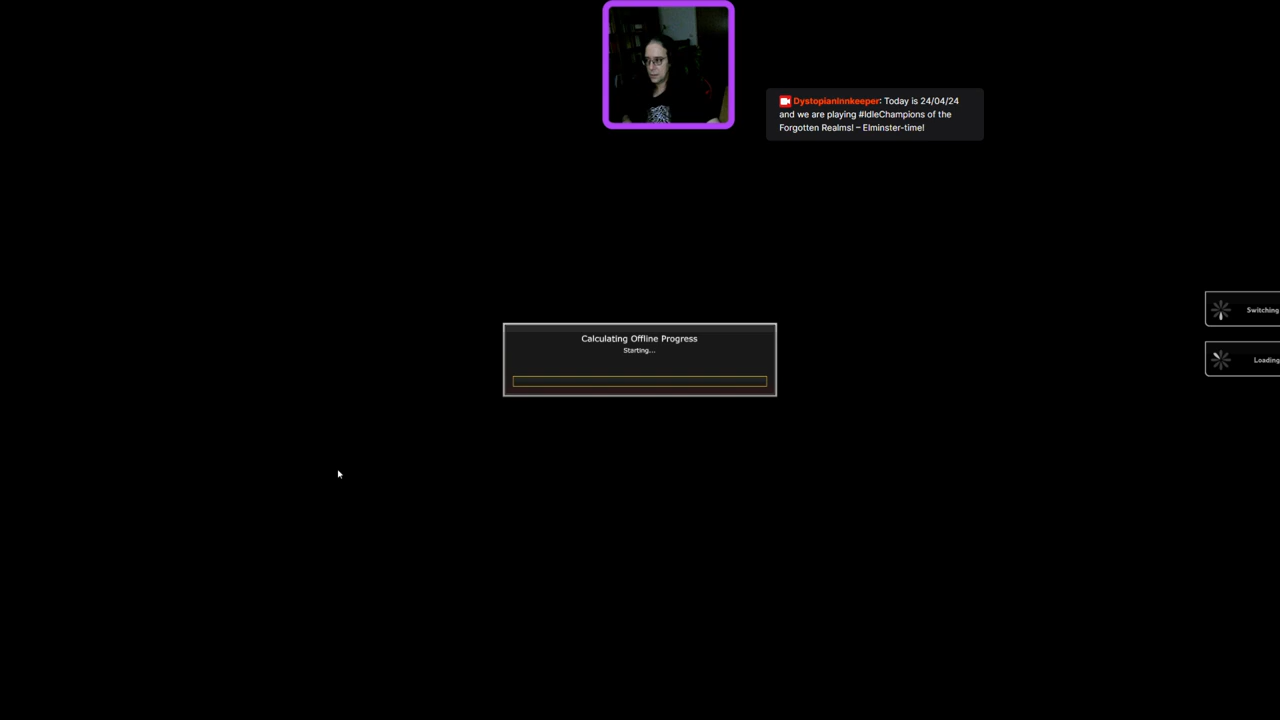 DystopianInnkeeper: Today is 24/04/24
and we are playing #IdleChampions of the
Forgotten Realms! – Elminster-time!
Switching
Calculating Offline Progress
Starting...
Loading